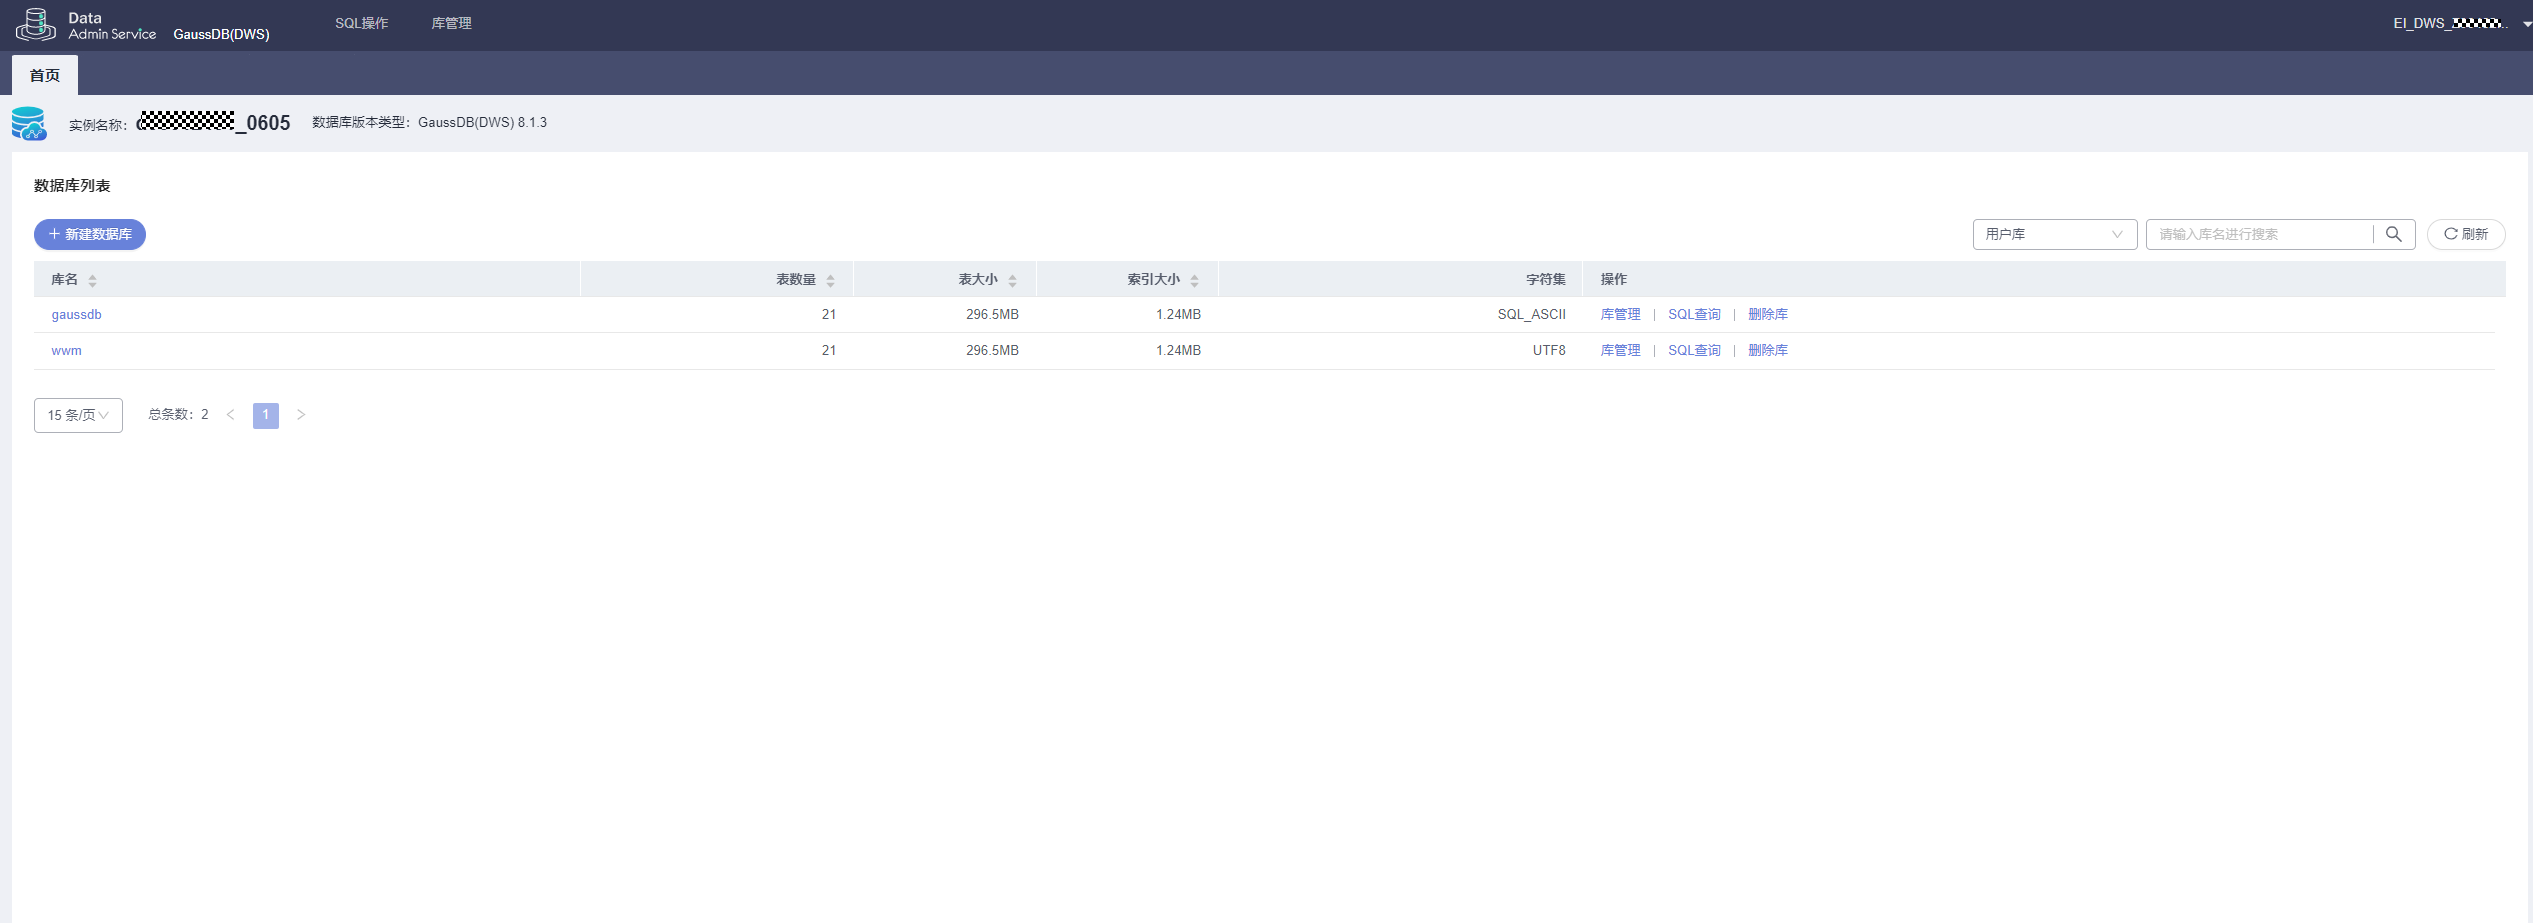 Data
Admin Service GaussDB(DWS) SQL操作 库管理 EI_DWS_
首页
实例名称: _0605 数据库版本类型: GaussDB(DWS) 8.1.3
数据库列表
新建数据库 用户库 请输入库名进行搜索 刷新
库名 表数量 表大小 索引大小 字符集 操作
gaussdb 21 296.5MB 1.24MB SQL_ASCII 库管理 | SQL查询 | 删除库
wwm 21 296.5MB 1.24MB UTF8 库管理 | SQL查询 | 删除库
15 条/页 总条数: 2 < 1 >